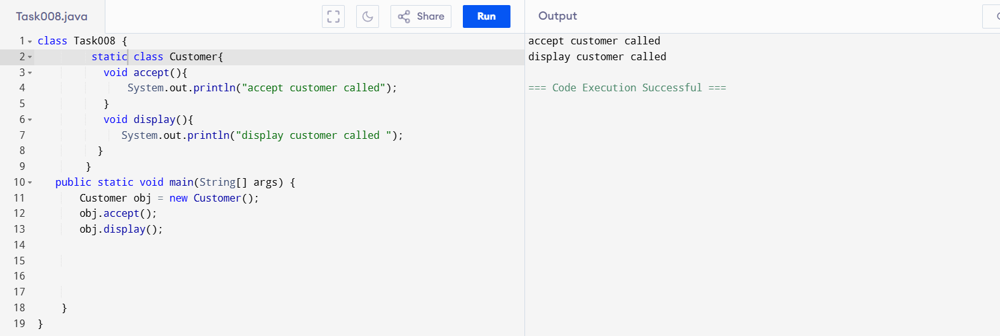 Task008.java
Share
Run
Output
1 class Task008 {
2 static class Customer{
3 void accept(){
4 System.out.println("accept customer called");
5 }
6 void display(){
7 System.out.println("display customer called ");
8 }
9 }
10 public static void main(String[] args) {
11 Customer obj = new Customer();
12 obj.accept();
13 obj.display();
14
15
16
17
18 }
19 }
accept customer called
display customer called
=== Code Execution Successful ===